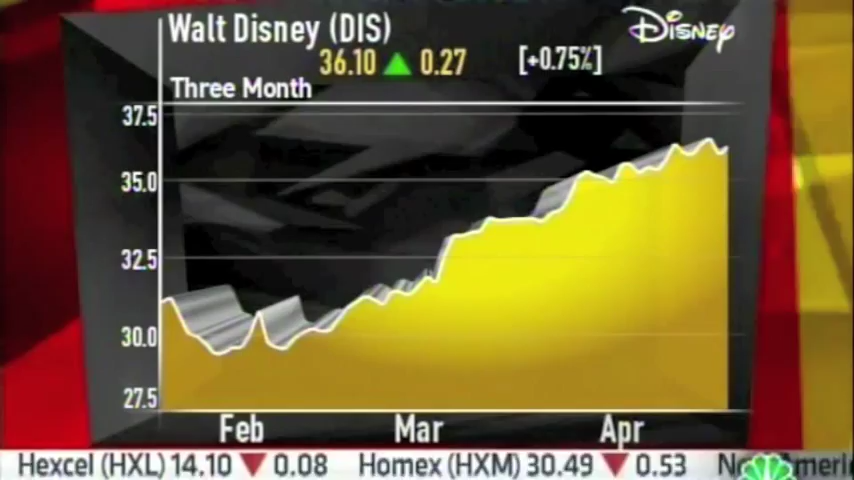 Walt Disney (DIS)
Disney
36.10 ▲ 0.27 [+0.75%]
Three Month
37.5
35.0
32.5
30.0
27.5
Feb Mar Apr
Hexcel (HXL) 14.10 ▼ 0.08 Homex (HXM) 30.49 ▼ 0.53